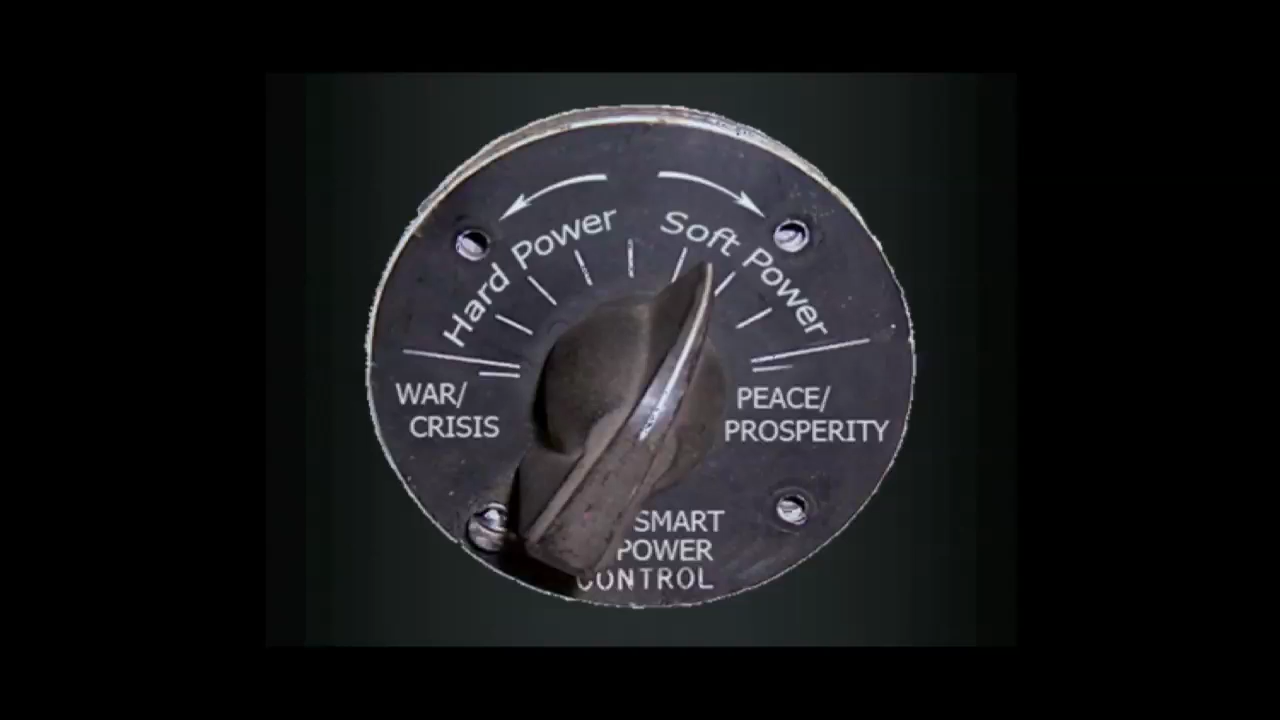 Hard Power
Soft Power
WAR/
CRISIS
PEACE/
PROSPERITY
SMART
POWER
CONTROL